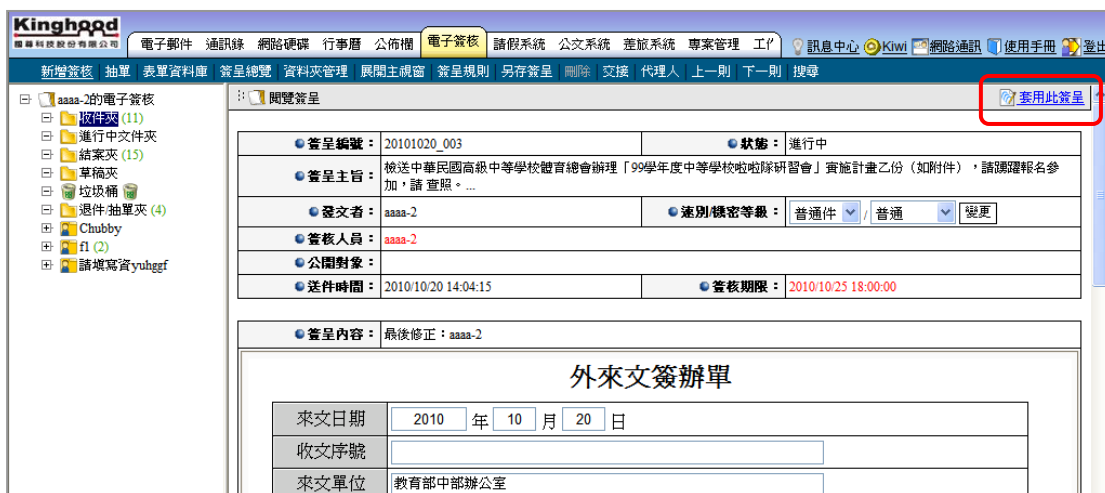 Kinghood
電子郵件 通訊錄 網路硬碟 行事曆 公佈欄 電子簽核 請假系統 公文系統 差旅系統 專案管理 訊息中心 Kiwi 網路通訊 使用手冊 登出
新增簽核 抽單 表單資料庫 簽呈總覽 資料夾管理 展開主視窗 簽呈規則 另存簽呈 刪除 交接 代理人 上一則 下一則 搜尋
aaaa-2的電子簽核
收件夾 (11)
進行中文件夾
結案夾 (15)
草稿夾
垃圾桶
退件/抽單夾 (4)
Chubby
f1 (2)
請填寫資yuhggf
閱覽簽呈 套用此簽呈
簽呈編號: 20101020_003 狀態: 進行中
簽呈主旨: 檢送中華民國高級中等學校體育總會辦理「99學年度中等學校啦啦隊研習會」實施計畫乙份（如附件），請踴躍報名參
加，請 查照。...
發文者: aaaa-2 速別/機密等級: 普通件 / 普通 變更
簽核人員: aaaa-2
公開對象:
送件時間: 2010/10/20 14:04:15 簽核期限: 2010/10/25 18:00:00
簽呈內容: 最後修正：aaaa-2
外來文簽辦單
來文日期 2010 年 10 月 20 日
收文序號
來文單位 教育部中部辦公室